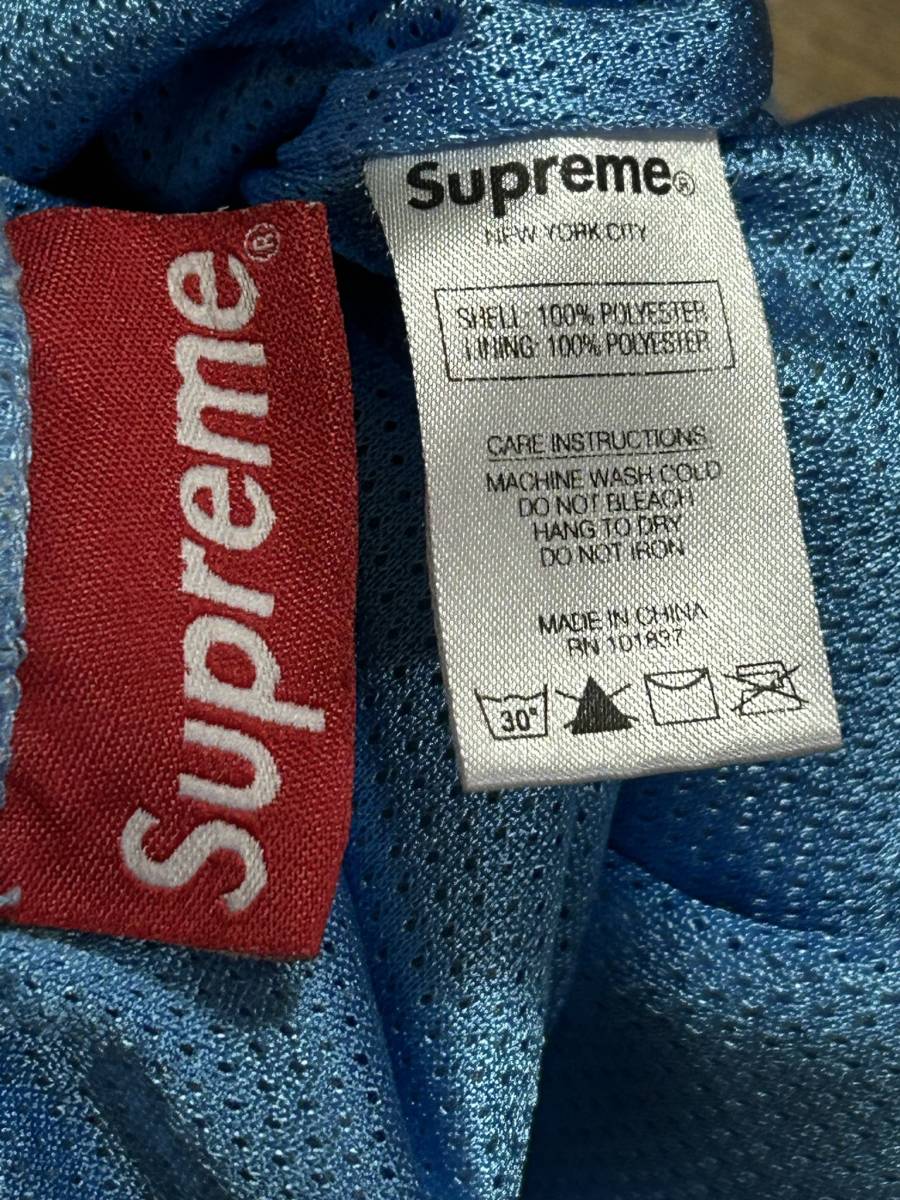 Supreme®
Supreme®
NEW YORK CITY
SHELL: 100% POLYESTER
LINING: 100% POLYESTER
CARE INSTRUCTIONS
MACHINE WASH COLD
DO NOT BLEACH
HANG TO DRY
DO NOT IRON
MADE IN CHINA
RN 101837
30°